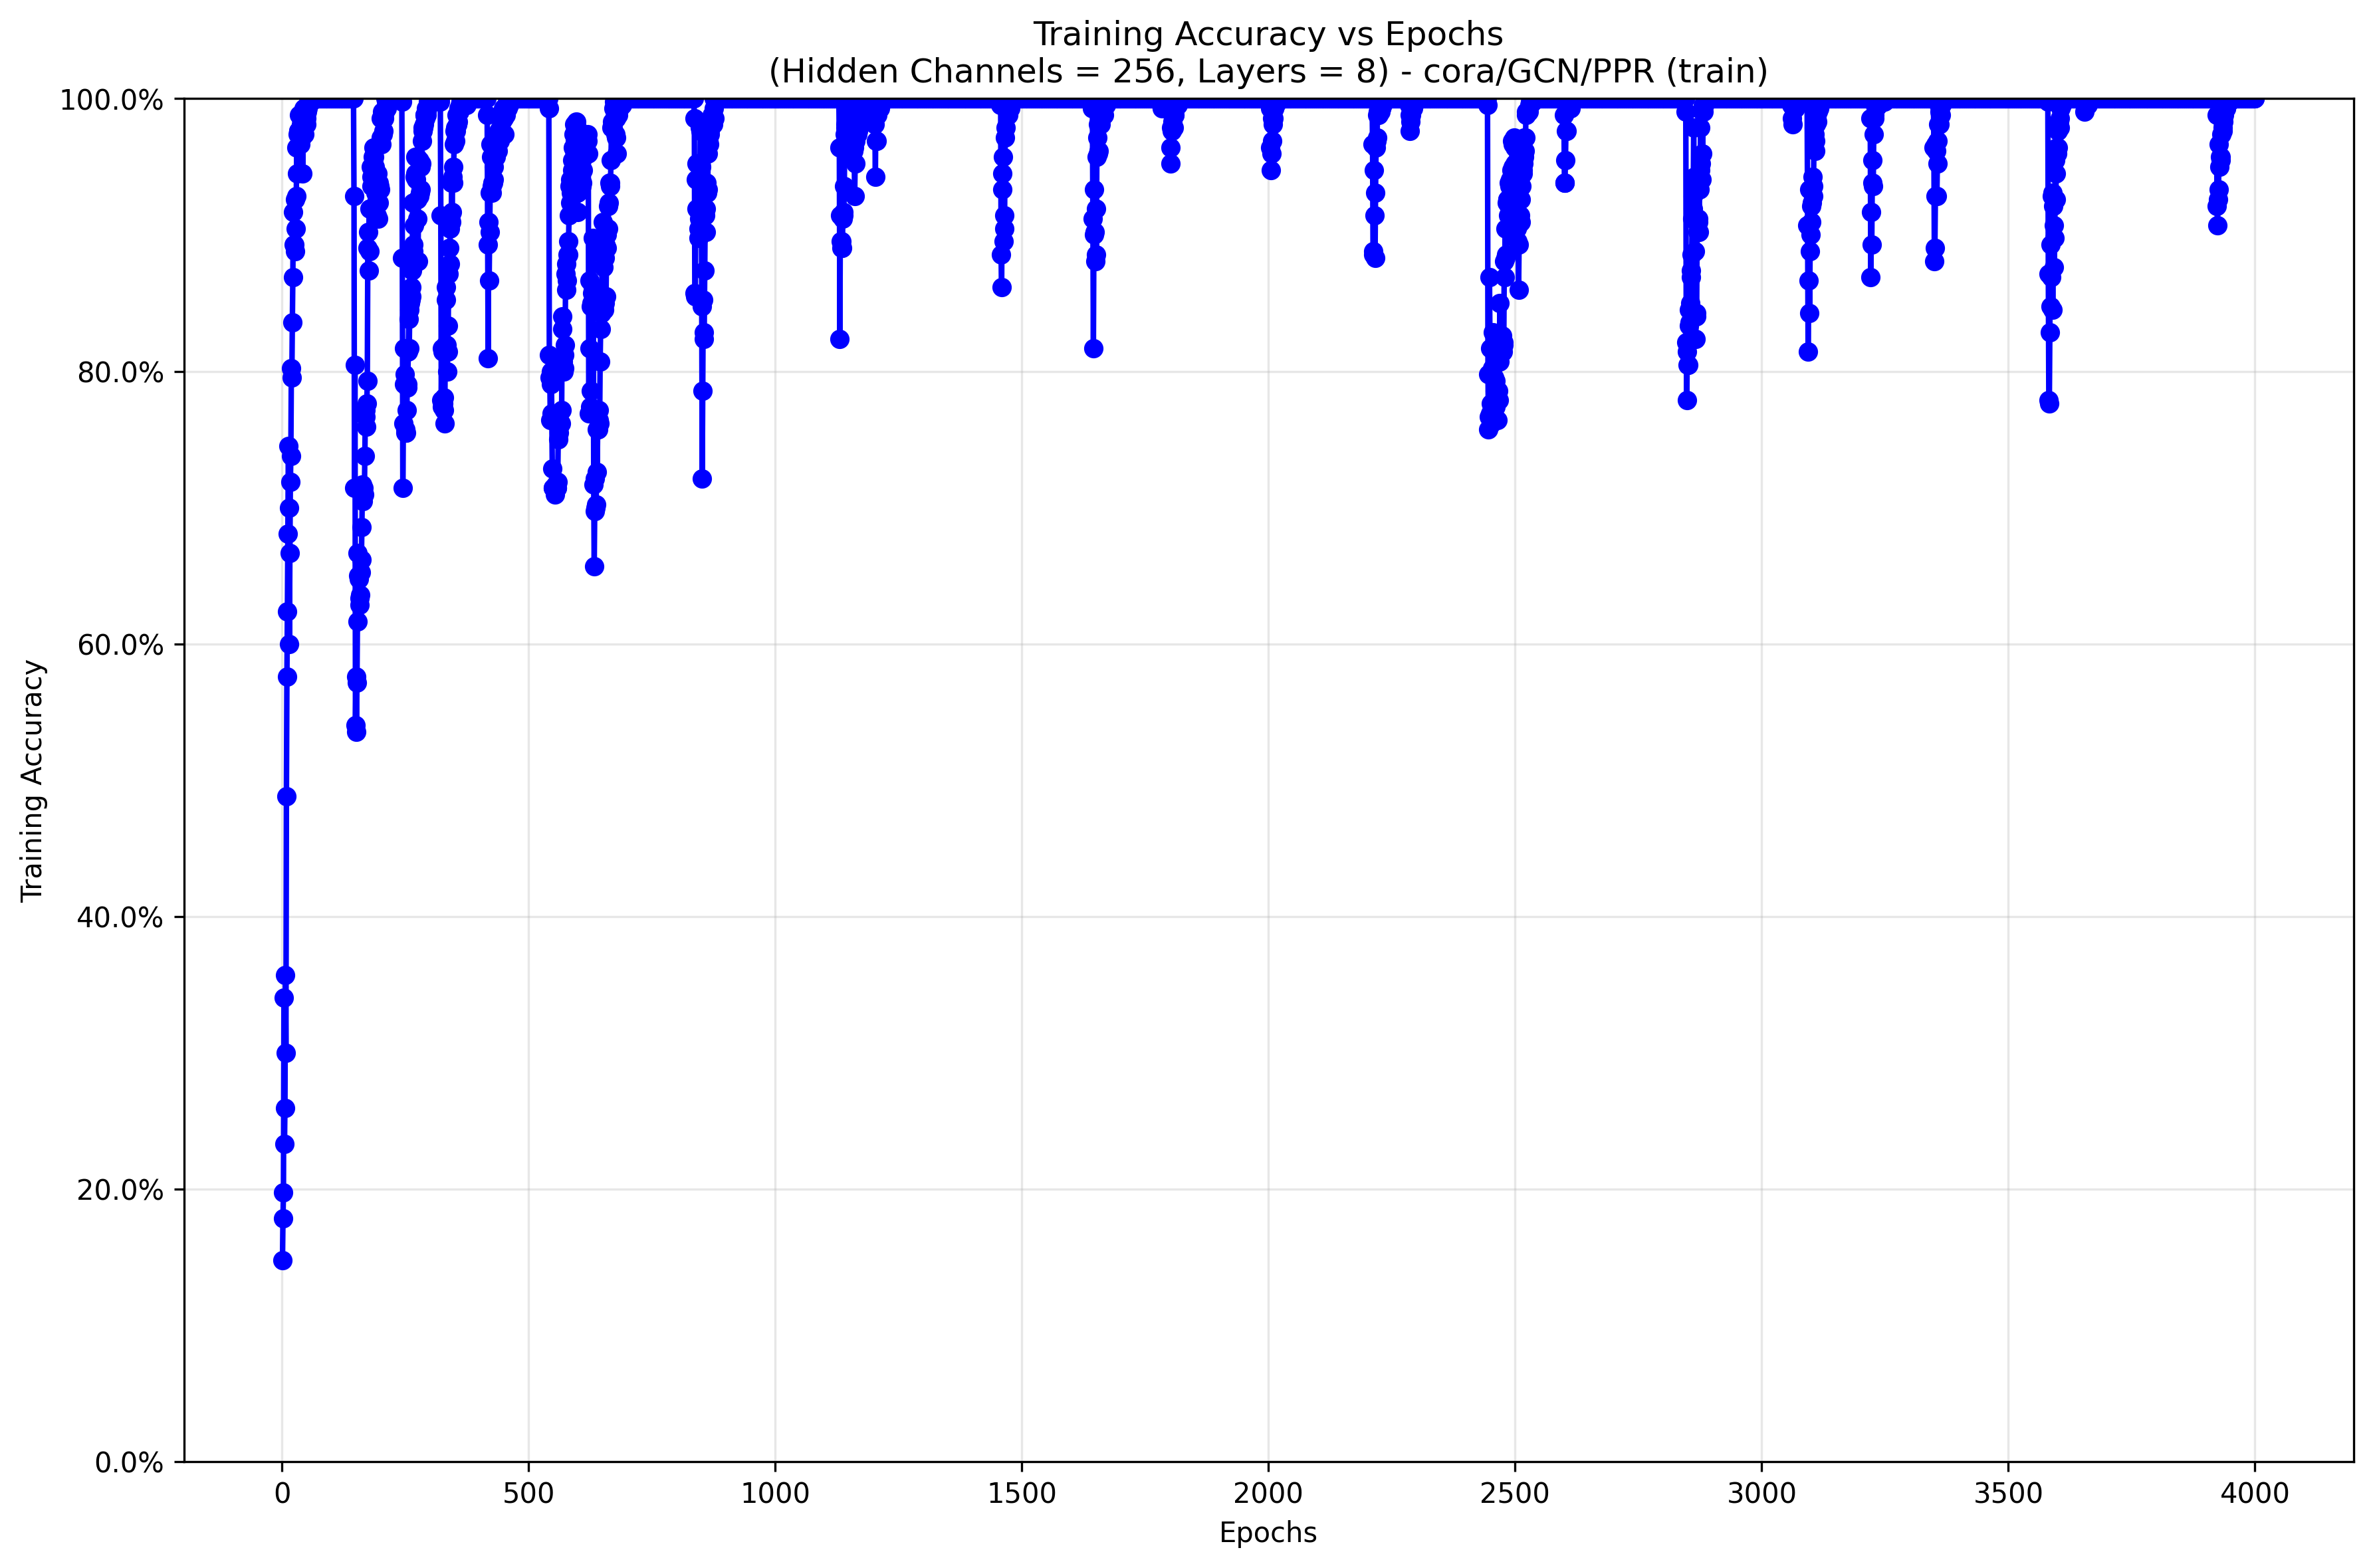 Training Accuracy vs Epochs
(Hidden Channels = 256, Layers = 8) - cora/GCN/PPR (train)
100.0%
80.0%
60.0%
40.0%
20.0%
0.0%
Training Accuracy
0 500 1000 1500 2000 2500 3000 3500 4000
Epochs